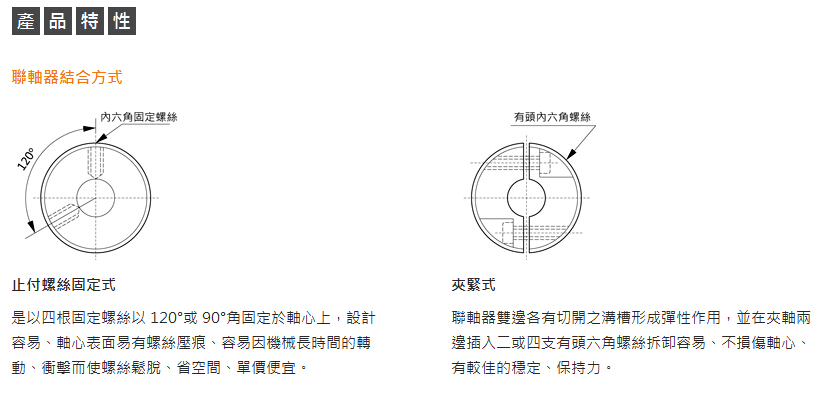 產品特性
聯軸器結合方式
內六角固定螺絲
120°
有頭內六角螺絲
止付螺絲固定式
是以四根固定螺絲以 120°或 90°角固定於軸心上，設計
容易、軸心表面易有螺絲壓痕、容易因機械長時間的轉
動、衝擊而使螺絲鬆脫、省空間、單價便宜。
夾緊式
聯軸器雙邊各有切開之溝槽形成彈性作用，並在夾軸兩
邊插入二或四支有頭六角螺絲拆卸容易、不損傷軸心、
有較佳的穩定、保持力。